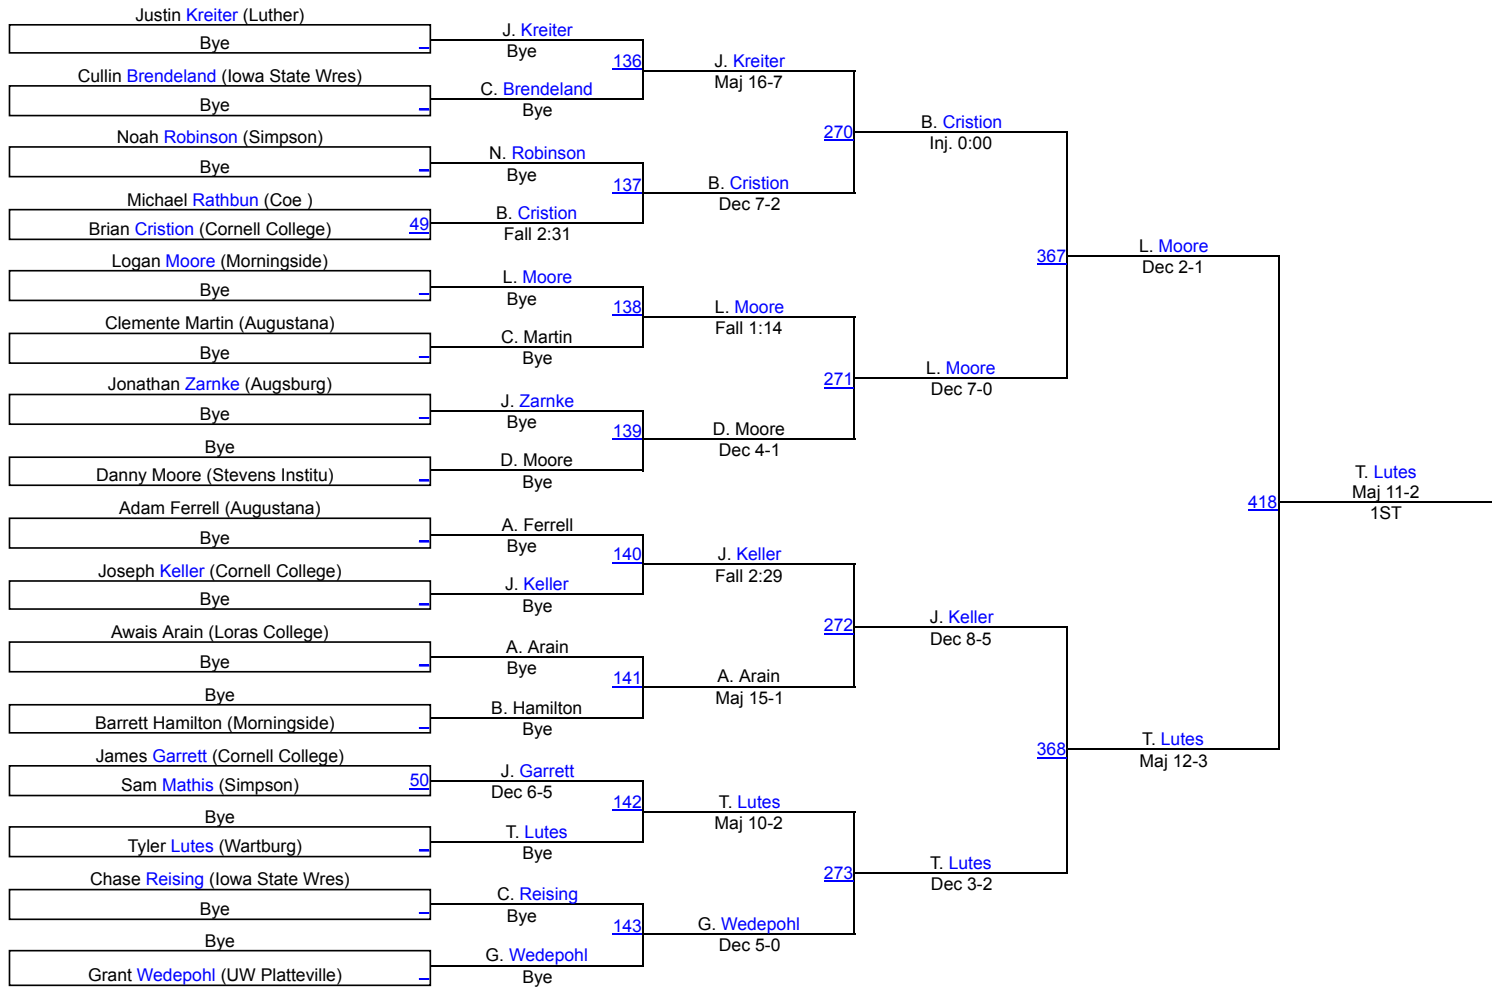 Justin Kreiter (Luther)
Bye
Cullin Brendeland (Iowa State Wres)
Bye
Noah Robinson (Simpson)
Bye
Michael Rathbun (Coe )
Brian Cristion (Cornell College) 49
Logan Moore (Morningside)
Bye
Clemente Martin (Augustana)
Bye
Jonathan Zarnke (Augsburg)
Bye
Bye
Danny Moore (Stevens Institu)
Adam Ferrell (Augustana)
Bye
Joseph Keller (Cornell College)
Bye
Awais Arain (Loras College)
Bye
Bye
Barrett Hamilton (Morningside)
James Garrett (Cornell College)
Sam Mathis (Simpson) 50
Bye
Tyler Lutes (Wartburg)
Chase Reising (Iowa State Wres)
Bye
Bye
Grant Wedepohl (UW Platteville)
J. Kreiter
Bye
136
C. Brendeland
Bye
N. Robinson
Bye
137
B. Cristion
Fall 2:31
L. Moore
Bye
138
C. Martin
Bye
J. Zarnke
Bye
139
D. Moore
Bye
A. Ferrell
Bye
140
J. Keller
Bye
A. Arain
Bye
141
B. Hamilton
Bye
J. Garrett
Dec 6-5
142
T. Lutes
Bye
C. Reising
Bye
143
G. Wedepohl
Bye
J. Kreiter
Maj 16-7
270
B. Cristion
Dec 7-2
L. Moore
Fall 1:14
271
D. Moore
Dec 4-1
J. Keller
Fall 2:29
272
A. Arain
Maj 15-1
T. Lutes
Maj 10-2
273
G. Wedepohl
Dec 5-0
B. Cristion
Inj. 0:00
367
L. Moore
Dec 7-0
J. Keller
Dec 8-5
368
T. Lutes
Dec 3-2
L. Moore
Dec 2-1
418
T. Lutes
Maj 12-3
T. Lutes
Maj 11-2
1ST